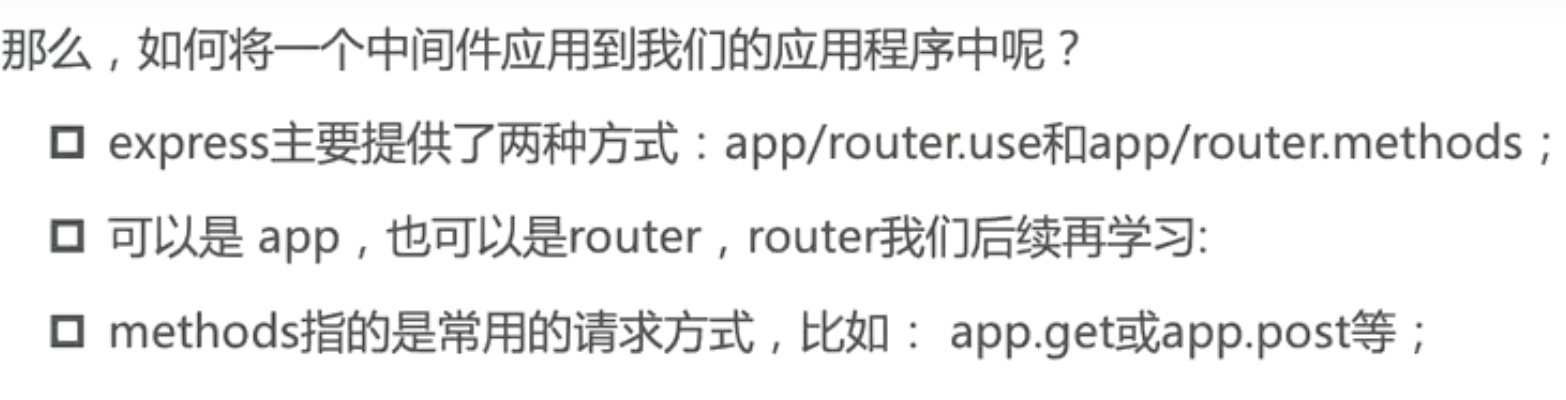 那么，如何将一个中间件应用到我们的应用程序中呢？
express主要提供了两种方式：app/router.use和app/router.methods；
可以是 app，也可以是router，router我们后续再学习:
methods指的是常用的请求方式，比如： app.get或app.post等；